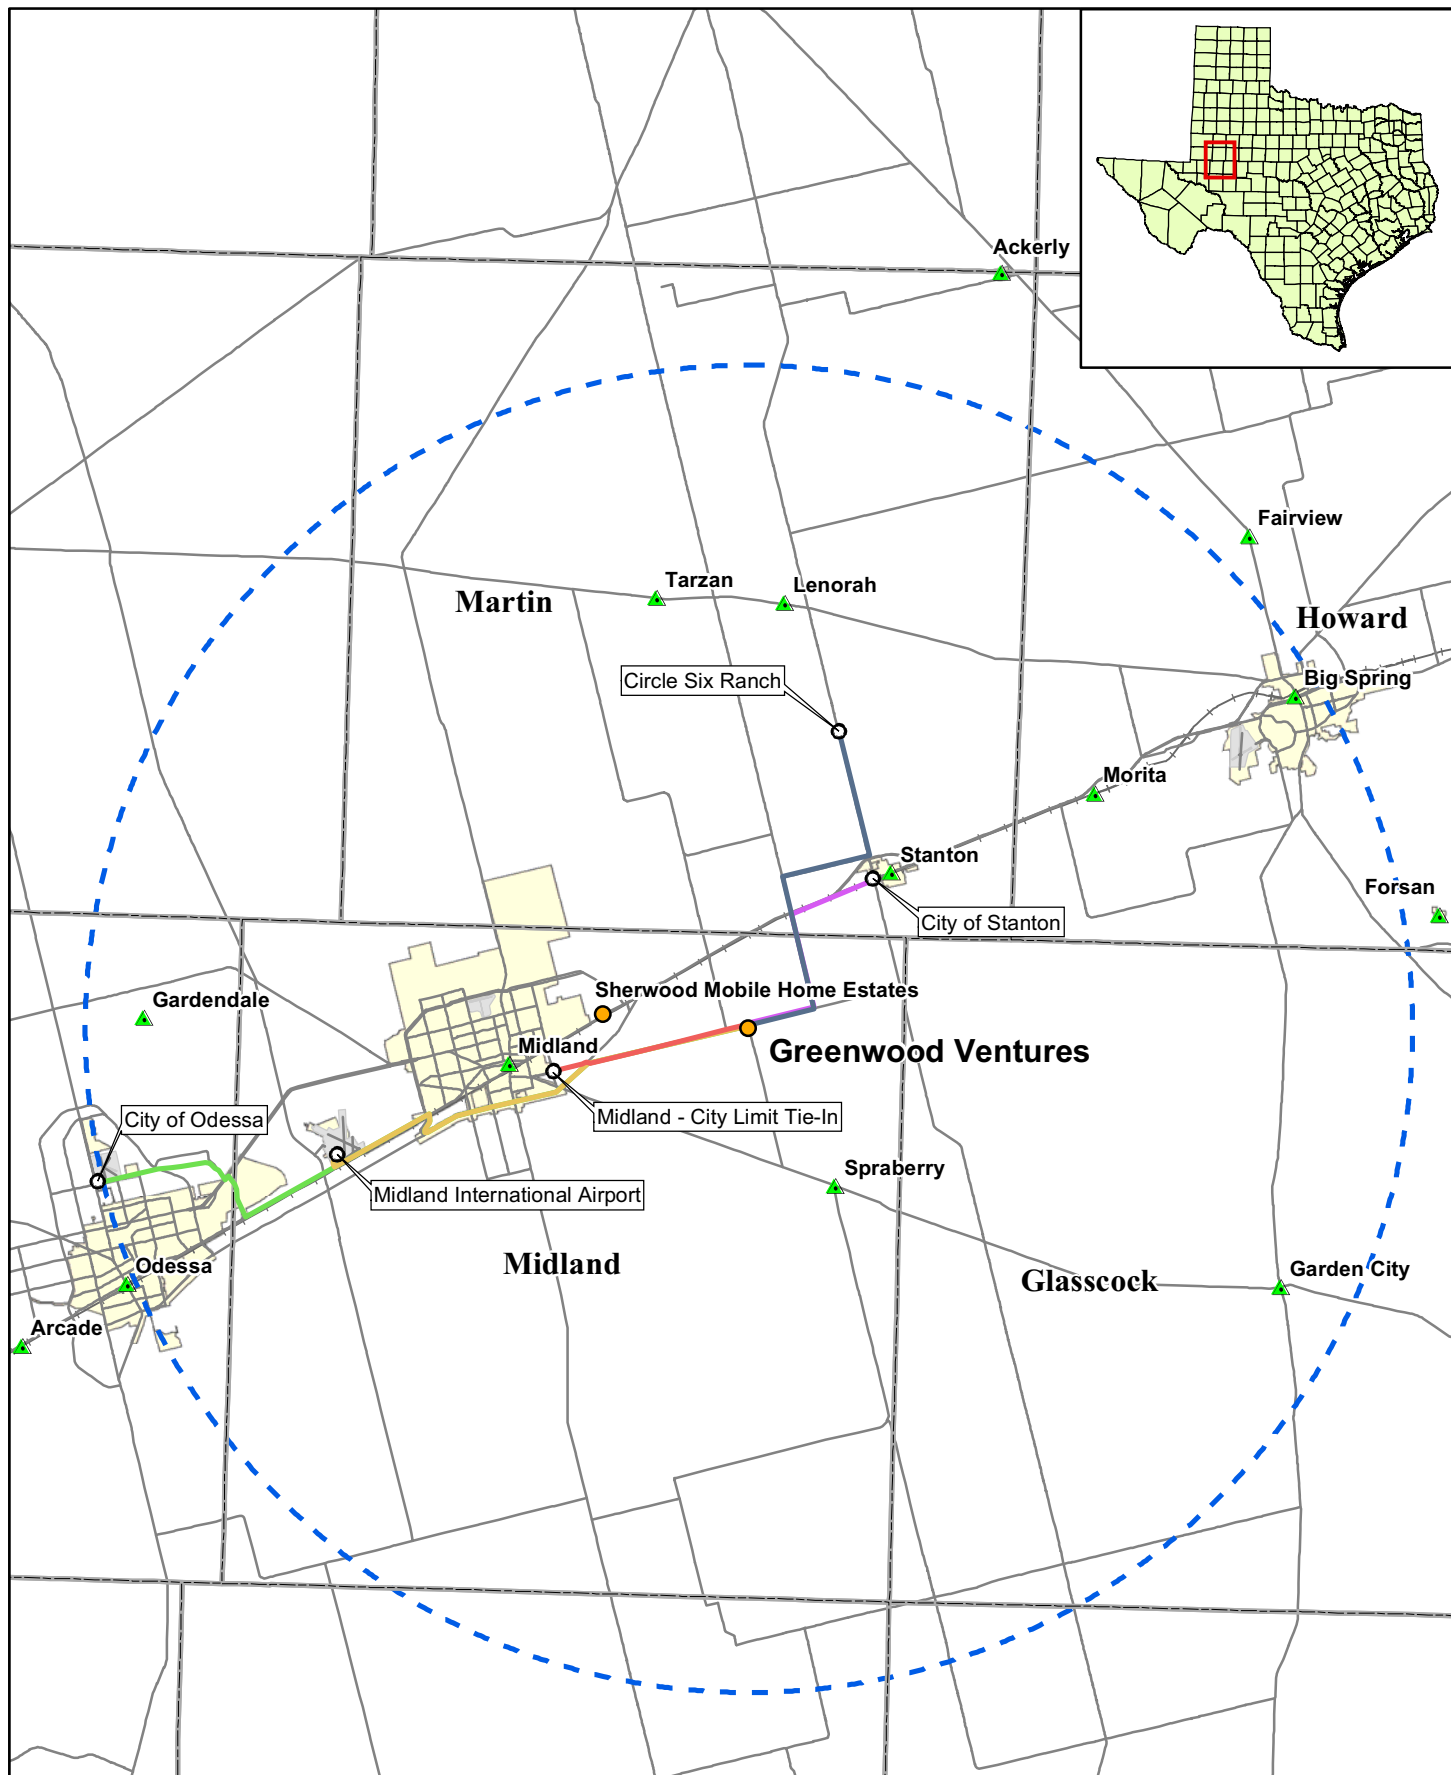 Ackerly
Fairview
Tarzan
Lenorah
Martin
Howard
Circle Six Ranch
Big Spring
Morita
Stanton
Forsan
City of Stanton
Sherwood Mobile Home Estates
Gardendale
Midland
Greenwood Ventures
City of Odessa
Midland - City Limit Tie-In
Spraberry
Midland International Airport
Odessa
Midland
Glasscock
Garden City
Arcade